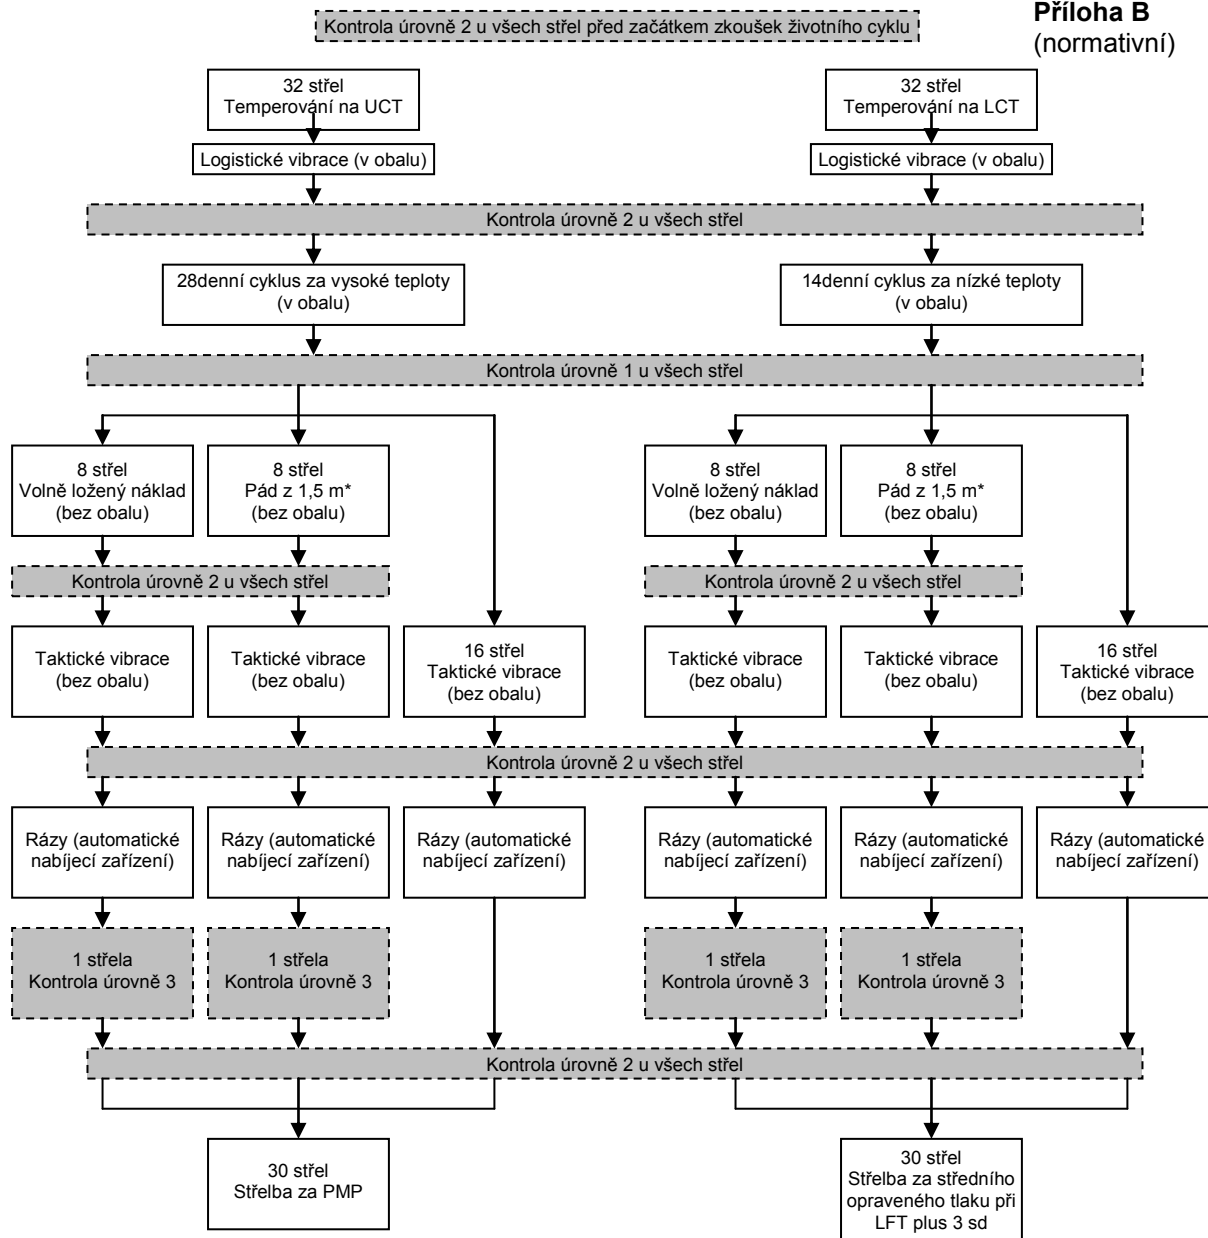 Příloha B
(normativní)
Kontrola úrovně 2 u všech střel před začátkem zkoušek životního cyklu
32 střel
Temperování na UCT
32 střel
Temperování na LCT
Logistické vibrace (v obalu)
Logistické vibrace (v obalu)
Kontrola úrovně 2 u všech střel
28denní cyklus za vysoké teploty
(v obalu)
14denní cyklus za nízké teploty
(v obalu)
Kontrola úrovně 1 u všech střel
8 střel
Volně ložený náklad
(bez obalu)
8 střel
Pád z 1,5 m*
(bez obalu)
8 střel
Volně ložený náklad
(bez obalu)
8 střel
Pád z 1,5 m*
(bez obalu)
Kontrola úrovně 2 u všech střel
Kontrola úrovně 2 u všech střel
Taktické vibrace
(bez obalu)
Taktické vibrace
(bez obalu)
16 střel
Taktické vibrace
(bez obalu)
Taktické vibrace
(bez obalu)
Taktické vibrace
(bez obalu)
16 střel
Taktické vibrace
(bez obalu)
Kontrola úrovně 2 u všech střel
Rázy (automatické
nabíjecí zařízení)
Rázy (automatické
nabíjecí zařízení)
Rázy (automatické
nabíjecí zařízení)
Rázy (automatické
nabíjecí zařízení)
Rázy (automatické
nabíjecí zařízení)
Rázy (automatické
nabíjecí zařízení)
1 střela
Kontrola úrovně 3
1 střela
Kontrola úrovně 3
1 střela
Kontrola úrovně 3
1 střela
Kontrola úrovně 3
Kontrola úrovně 2 u všech střel
30 střel
Střelba za PMP
30 střel
Střelba za středního
opraveného tlaku při
LFT plus 3 sd